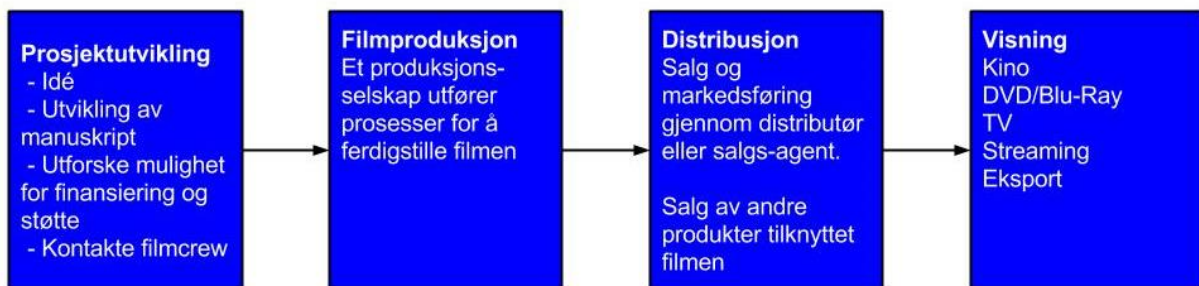 Prosjektutvikling
- Idé
- Utvikling av
manuskript
- Utforske mulighet
for finansiering og
støtte
- Kontakte filmcrew
Filmproduksjon
Et produksjons-
selskap utfører
prosesser for å
ferdigstille filmen
Distribusjon
Salg og
markedsføring
gjennom distributør
eller salgs-agent.
Salg av andre
produkter tilknyttet
filmen
Visning
Kino
DVD/Blu-Ray
TV
Streaming
Eksport